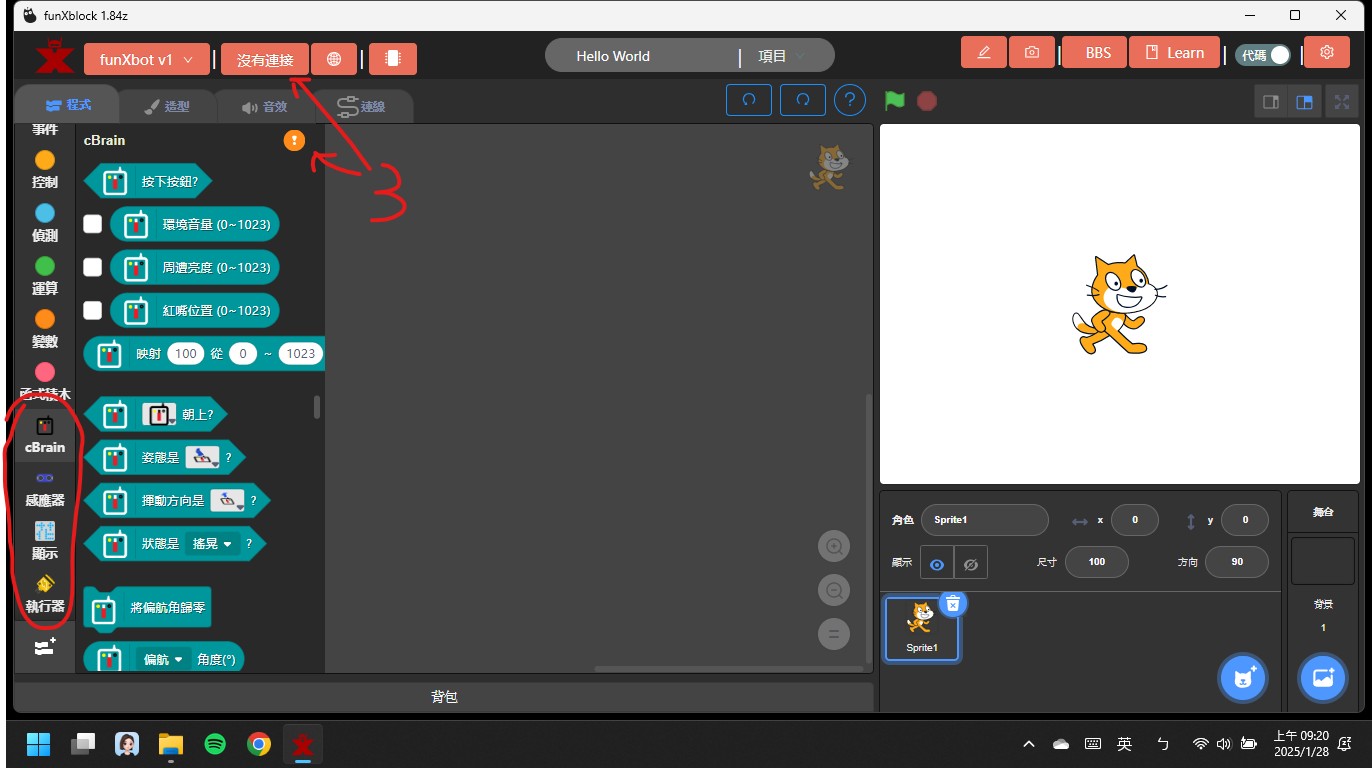 funXblock 1.84z
funXbot v1
沒有連接
Hello World
項目
BBS
Learn
代碼
程式
造型
音效
連線
事件
控制
偵測
運算
變數
函式積木
cBrain
感應器
顯示
執行器
cBrain
按下按鈕?
環境音量 (0~1023)
周遭亮度 (0~1023)
紅嘴位置 (0~1023)
映射 100 從 0 ~ 1023
朝上?
姿態是 ?
揮動方向是 ?
狀態是 搖晃 ?
將偏航角歸零
偏航 角度(°)
3
背包
角色 Sprite1 x 0 y 0
顯示 尺寸 100 方向 90
Sprite1
舞台
背景
1
英
ㄣ
上午 09:20
2025/1/28